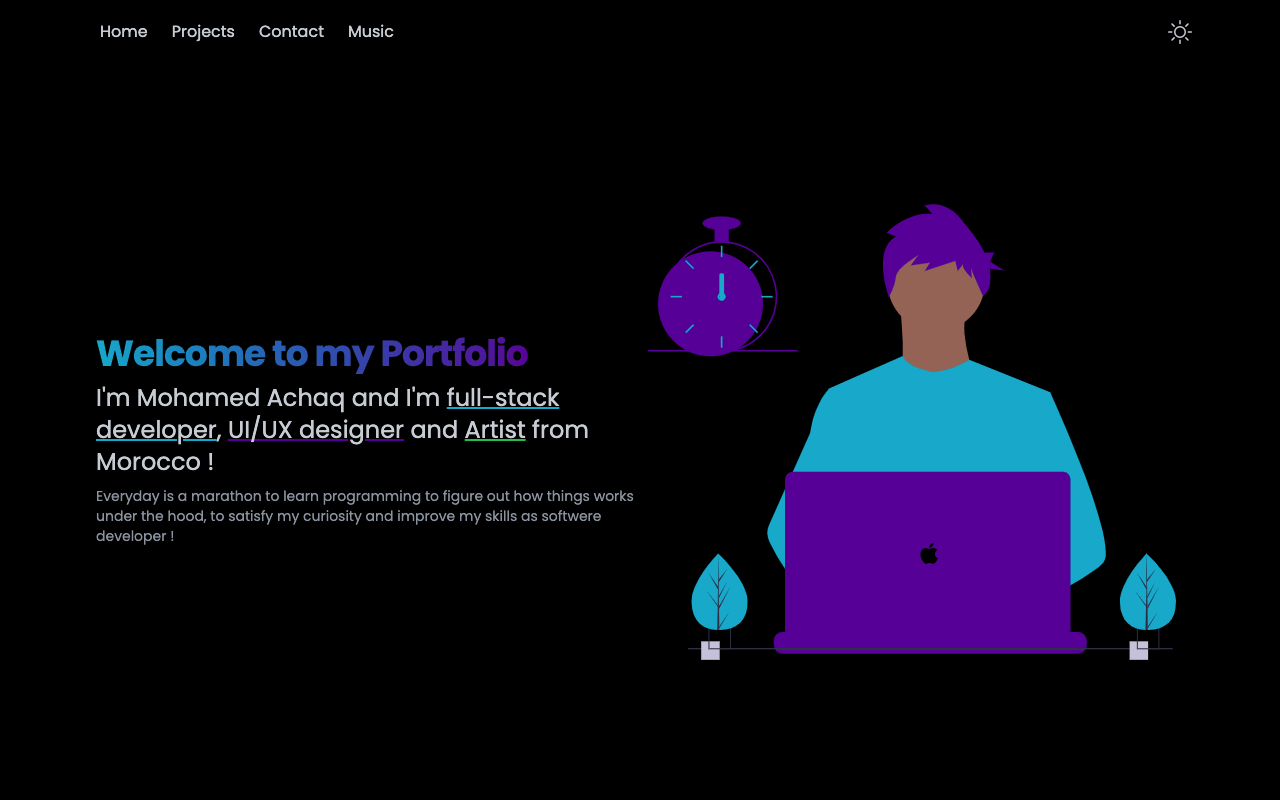 Home Projects Contact Music
Welcome to my Portfolio
I'm Mohamed Achaq and I'm full-stack
developer, UI/UX designer and Artist from
Morocco !
Everyday is a marathon to learn programming to figure out how things works
under the hood, to satisfy my curiosity and improve my skills as softwere
developer !